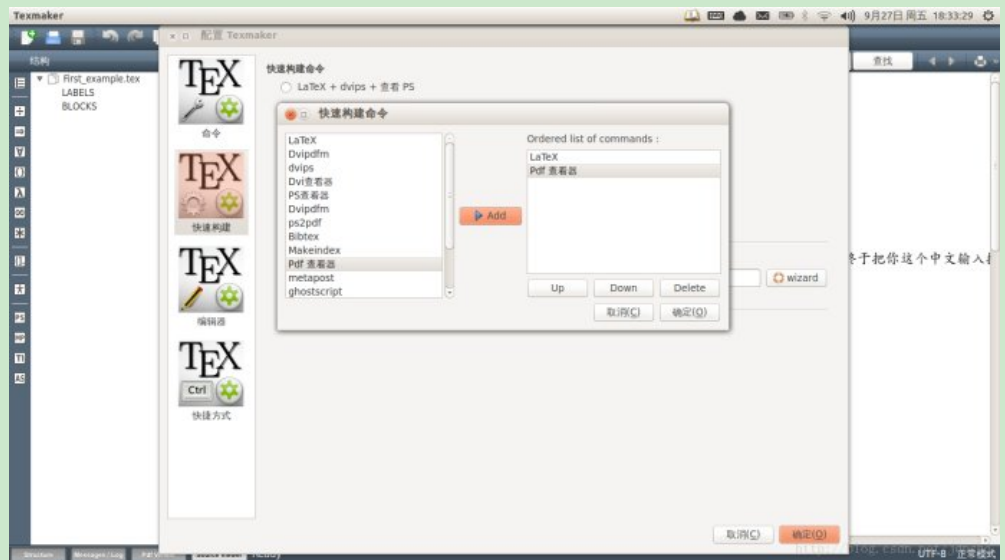 Texmaker
9月27日 周五 18:33:29
配置 Texmaker
结构
查找
First_example.tex
LABELS
BLOCKS
TEX
命令
TEX
快速构建
TEX
编辑器
TEX
Ctrl
快捷方式
快速构建命令
LaTeX + dvips + 查看 PS
快速构建命令
LaTeX
Dvipdfm
dvips
Dvi查看器
PS查看器
Dvipdfm
ps2pdf
Bibtex
Makeindex
Pdf 查看器
metapost
ghostscript
Add
Ordered list of commands :
LaTeX
Pdf 查看器
Up
Down
Delete
取消(C)
确定(O)
wizard
终于把你这个中文输入
取消(C)
确定(O)
Structure
Messages / Log
Ready
UTF-8
正常模式